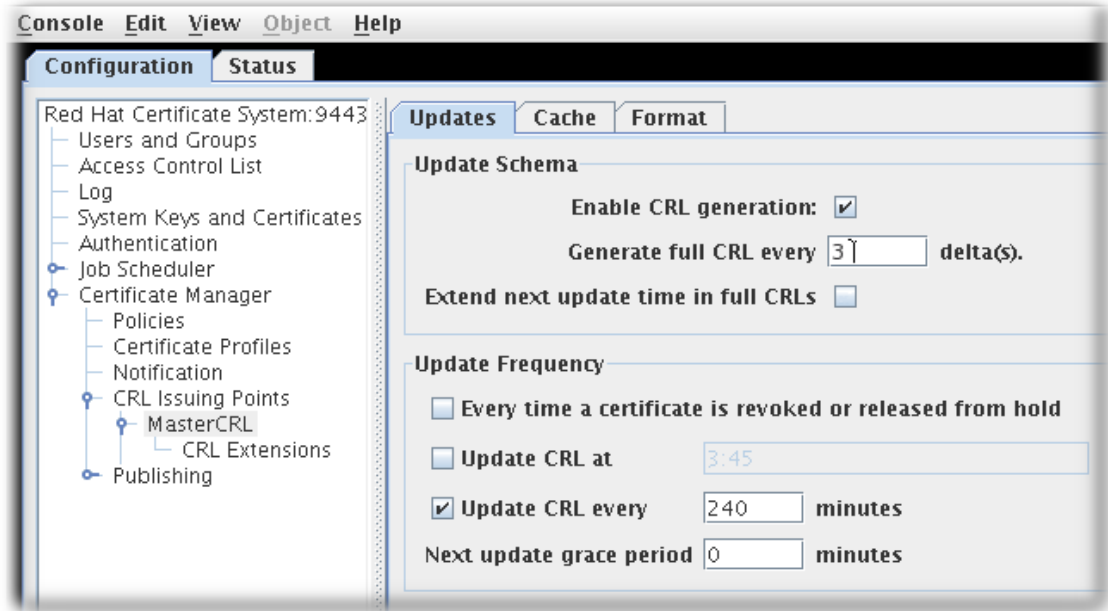 Console Edit View Object Help
Configuration Status
Red Hat Certificate System:9443
Users and Groups
Access Control List
Log
System Keys and Certificates
Authentication
Job Scheduler
Certificate Manager
Policies
Certificate Profiles
Notification
CRL Issuing Points
MasterCRL
CRL Extensions
Publishing
Updates Cache Format
Update Schema
Enable CRL generation:
Generate full CRL every 3 delta(s).
Extend next update time in full CRLs
Update Frequency
Every time a certificate is revoked or released from hold
Update CRL at 3:45
Update CRL every 240 minutes
Next update grace period 0 minutes